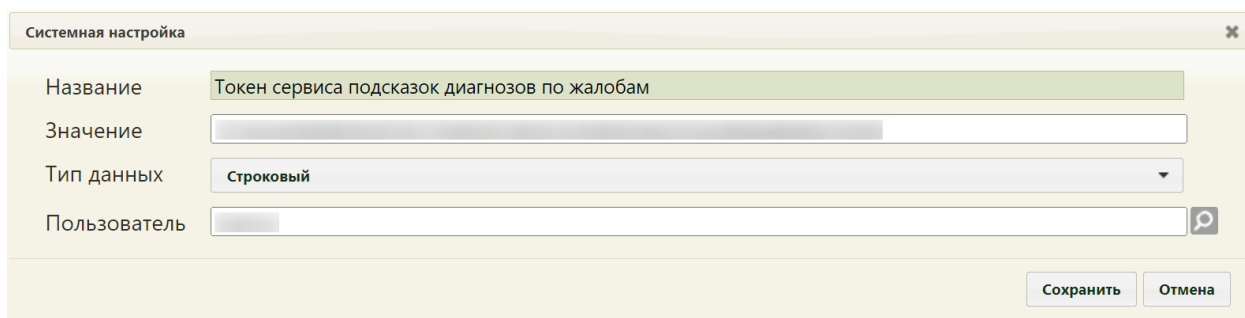 Системная настройка
Название Токен сервиса подсказок диагнозов по жалобам
Значение
Тип данных Строковый
Пользователь
Сохранить Отмена